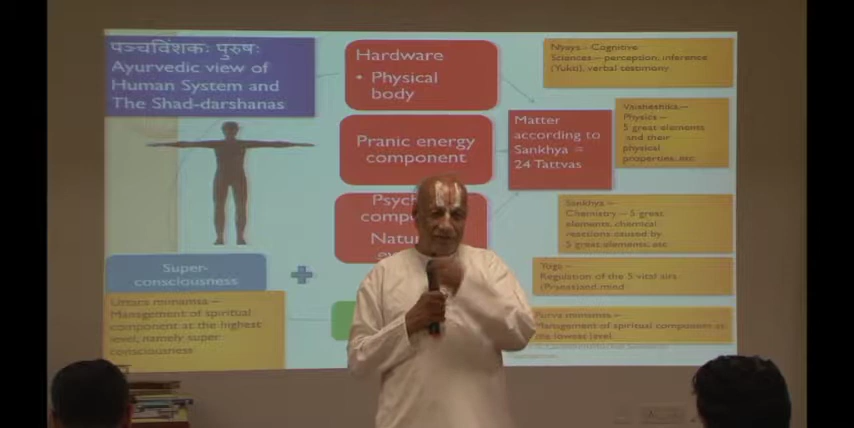 पञ्चविंशकः पुरुषः
Ayurvedic view of
Human System and
The Shad-darshanas
Hardware
• Physical
body
Pranic energy
component
Psych
comp
Natu
Matter
according to
Sankhya =
24 Tattvas
Super-
consciousness
Uttara mimamsa –
Management of spiritual
component at the highest
level, namely super
consciousness
Nyaya – Cognitive
Sciences – perception, inference
(Yukti), verbal testimony
Vaisheshika –
Physics –
5 great elements
and their
physical
properties, etc
Sankhya –
Chemistry – 5 great
elements, chemical
reactions caused by
5 great elements, etc
Yoga –
Regulation of the 5 vital airs
(Pranas)and mind
Purva mimamsa –
Management of spiritual component at
the lowest level.